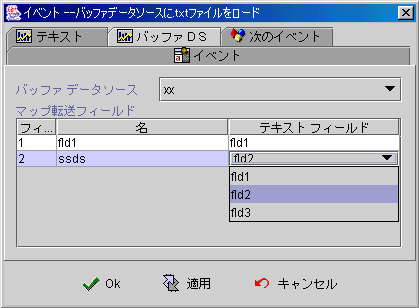 イベント --バッファデータソースに.txtファイルをロード
テキスト バッファDS 次のイベント
イベント
バッファ データソース xx
マップ転送フィールド
フィ... 名 テキスト フィールド
1 fld1 fld1
2 ssds fld2
fld1
fld2
fld3
Ok 適用 キャンセル